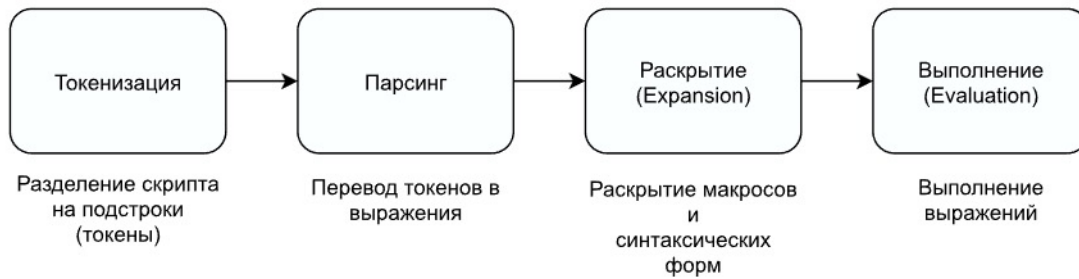 Токенизация
Парсинг
Раскрытие
(Expansion)
Выполнение
(Evaluation)
Разделение скрипта
на подстроки
(токены)
Перевод токенов в
выражения
Раскрытие макросов
и
синтаксических
форм
Выполнение
выражений